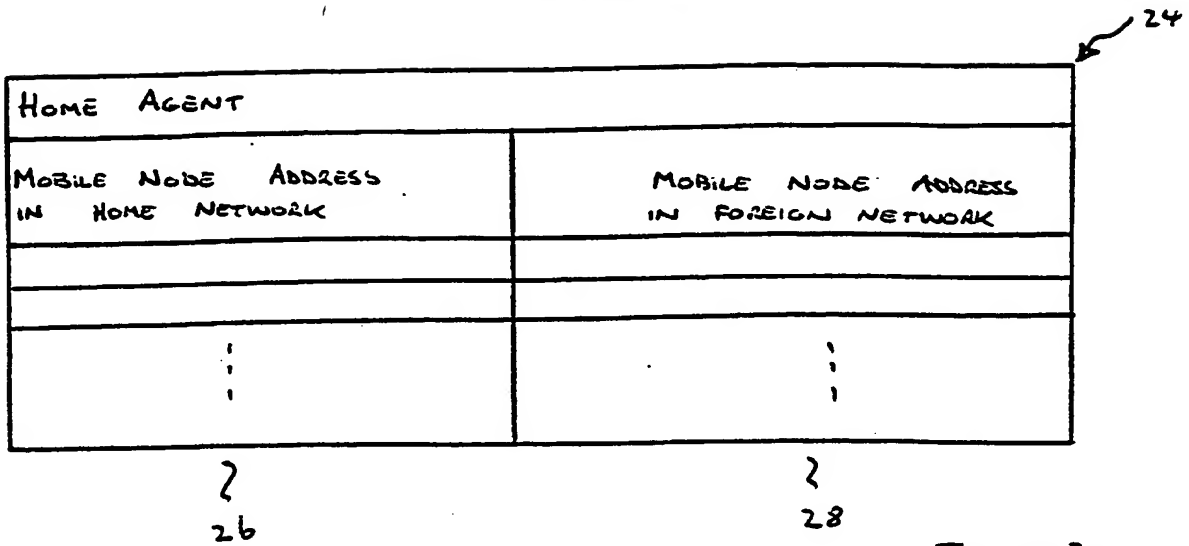 24
HOME AGENT
MOBILE NODE ADDRESS
IN HOME NETWORK
MOBILE NODE ADDRESS
IN FOREIGN NETWORK
26
28